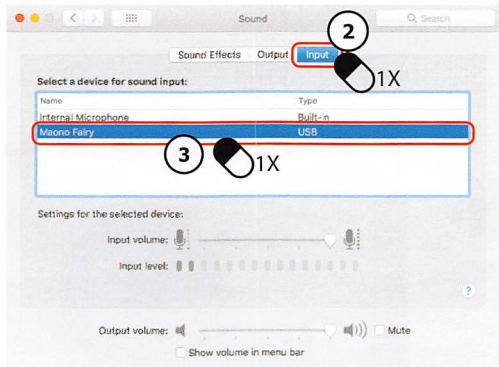 Sound
Search
2
Sound Effects Output Input
1X
Select a device for sound input:
Name Type
Internal Microphone Built-in
Maono Fairy USB
3
1X
Settings for the selected device:
Input volume:
Input level:
?
Output volume: Mute
Show volume in menu bar